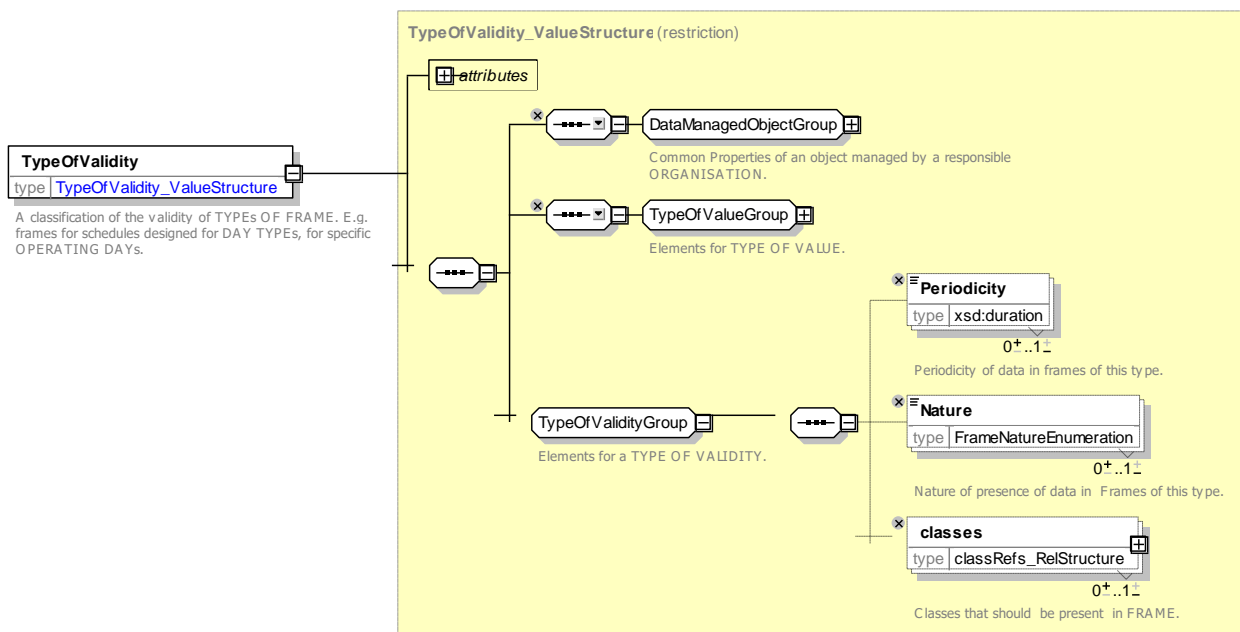 TypeOfValidity_ValueStructure (restriction)
attributes
DataManagedObjectGroup
Common Properties of an object managed by a responsible
ORGANISATION.
TypeOfValidity
type TypeOfValidity_ValueStructure
A classification of the validity of TYPEs OF FRAME. E.g.
frames for schedules designed for DAY TYPEs, for specific
OPERATING DAYs.
TypeOfValueGroup
Elements for TYPE OF VALUE.
Periodicity
type xsd:duration
0..1
Periodicity of data in frames of this type.
TypeOfValidityGroup
Elements for a TYPE OF VALIDITY.
Nature
type FrameNatureEnumeration
0..1
Nature of presence of data in Frames of this type.
classes
type classRefs_RelStructure
0..1
Classes that should be present in FRAME.